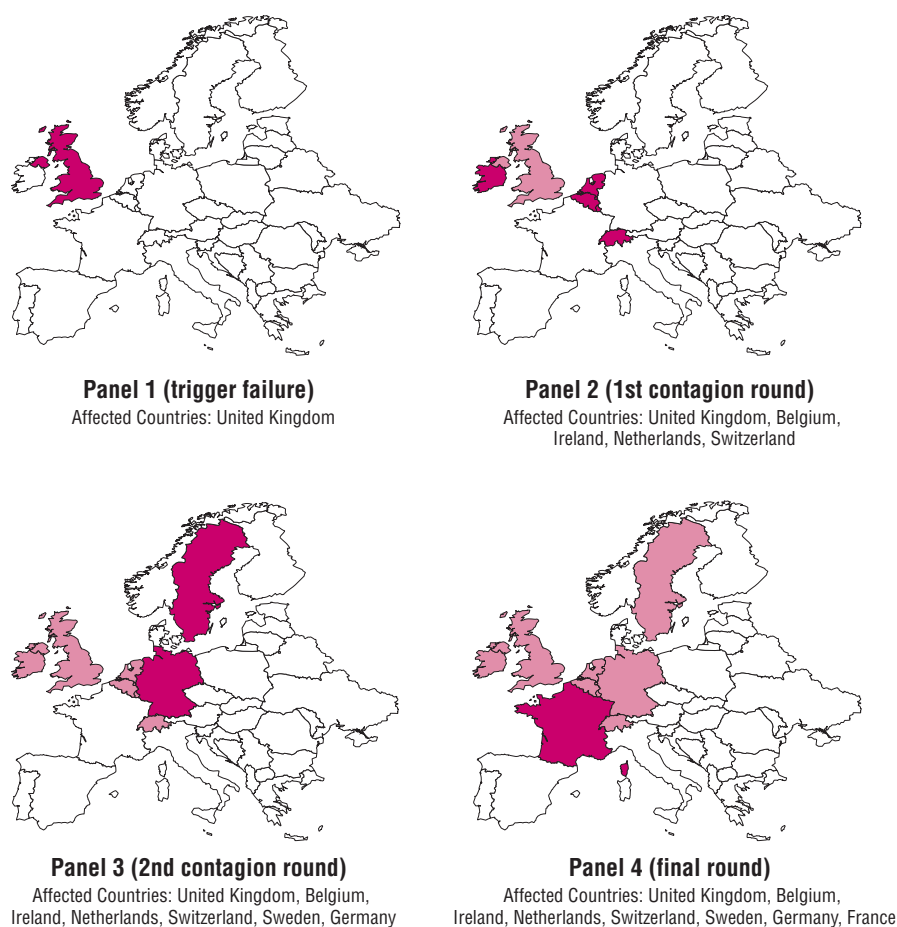 Panel 1 (trigger failure)
Affected Countries: United Kingdom
Panel 2 (1st contagion round)
Affected Countries: United Kingdom, Belgium,
Ireland, Netherlands, Switzerland
Panel 3 (2nd contagion round)
Affected Countries: United Kingdom, Belgium,
Ireland, Netherlands, Switzerland, Sweden, Germany
Panel 4 (final round)
Affected Countries: United Kingdom, Belgium,
Ireland, Netherlands, Switzerland, Sweden, Germany, France